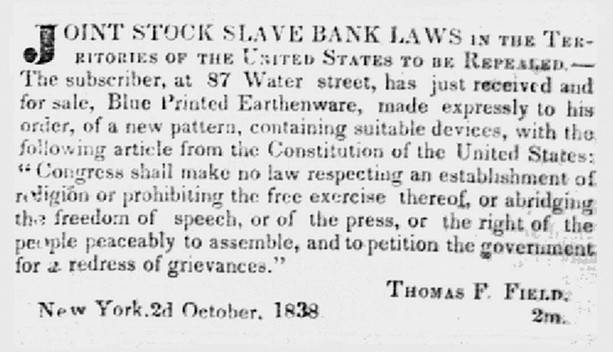 JOINT STOCK SLAVE BANK LAWS IN THE TER-
RITORIES OF THE UNITED STATES TO BE REPEALED.—
The subscriber, at 87 Water street, has just received and
for sale, Blue Printed Earthenware, made expressly to his
order, of a new pattern, containing suitable devices, with the
following article from the Constitution of the United States:
"Congress shall make no law respecting an establishment of
religion or prohibiting the free exercise thereof, or abridging
the freedom of speech, or of the press, or the right of the
people peaceably to assemble, and to petition the government
for a redress of grievances."
THOMAS F. FIELD.
New York. 2d October. 1838
2m.